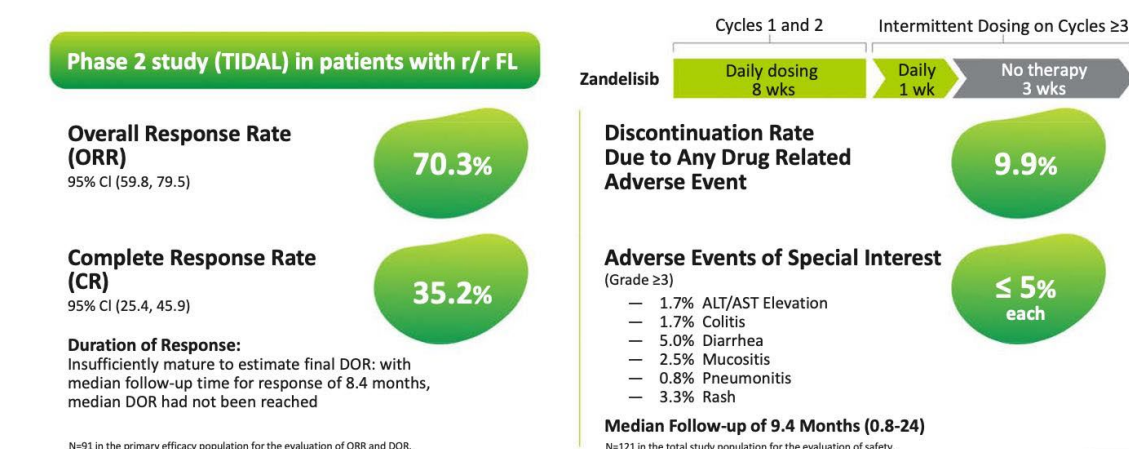 Phase 2 study (TIDAL) in patients with r/r FL
Overall Response Rate
(ORR)
95% CI (59.8, 79.5)
70.3%
Complete Response Rate
(CR)
95% CI (25.4, 45.9)
35.2%
Duration of Response:
Insufficiently mature to estimate final DOR: with
median follow-up time for response of 8.4 months,
median DOR had not been reached
N=91 in the primary efficacy population for the evaluation of ORR and DOR.
Cycles 1 and 2
Intermittent Dosing on Cycles ≥3
Zandelisib
Daily dosing
8 wks
Daily
1 wk
No therapy
3 wks
Discontinuation Rate
Due to Any Drug Related
Adverse Event
9.9%
Adverse Events of Special Interest
(Grade ≥3)
≤ 5%
each
— 1.7% ALT/AST Elevation
— 1.7% Colitis
— 5.0% Diarrhea
— 2.5% Mucositis
— 0.8% Pneumonitis
— 3.3% Rash
Median Follow-up of 9.4 Months (0.8-24)
N=121 in the total study population for the evaluation of safety.